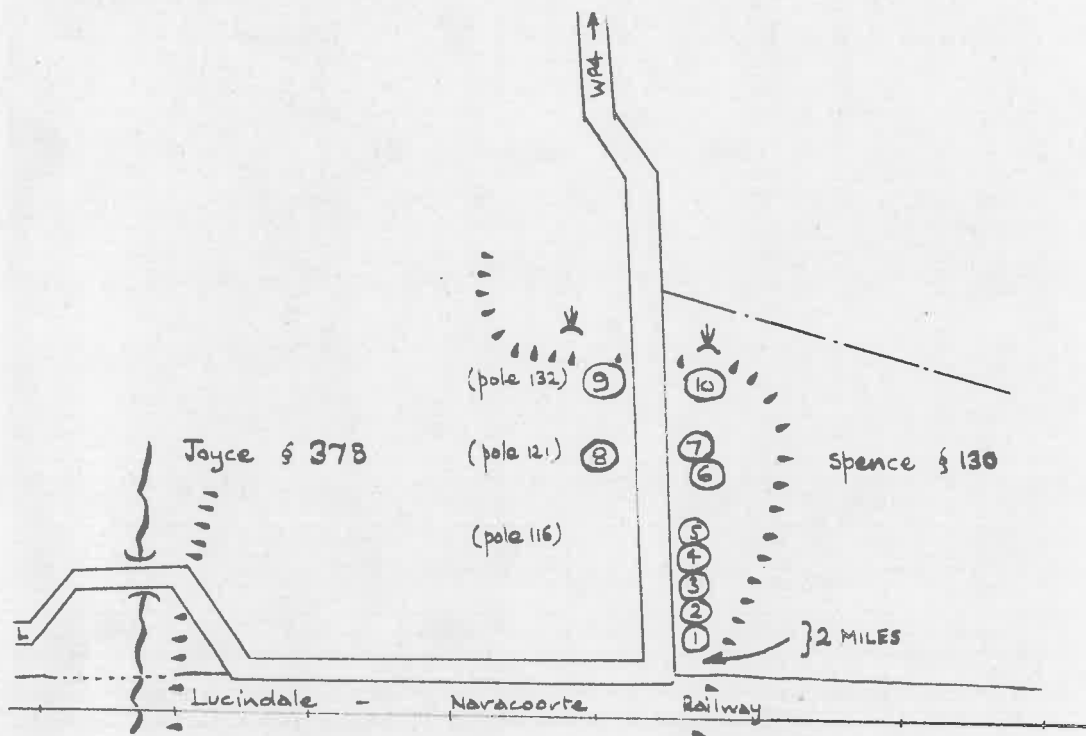 WP4 →
(pole 132) 9 10
Joyce § 378
(pole 121) 8 7
6
Spence § 130
(pole 116) 5
4
3
2
1
}2 MILES
L
Lucindale - Naracoorte Railway